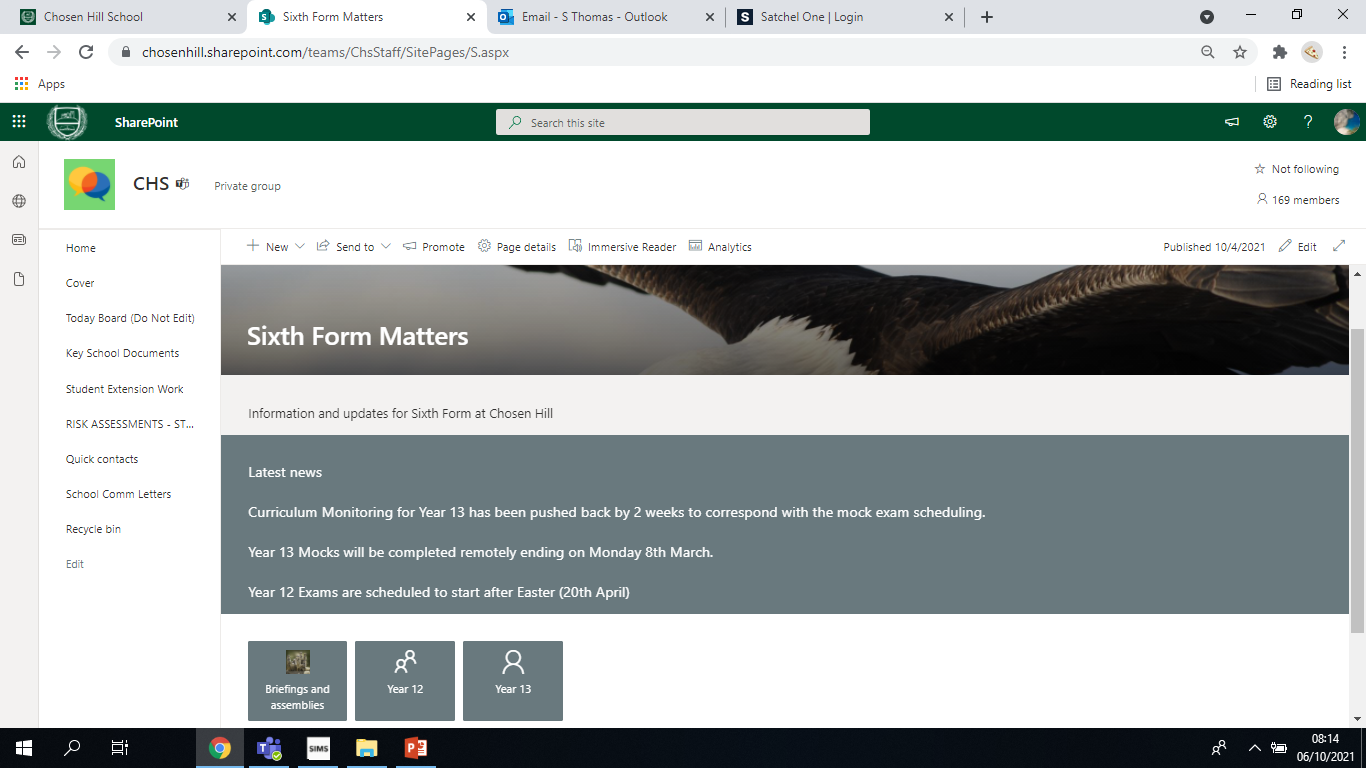 Chosen Hill School
Sixth Form Matters
Email - S Thomas - Outlook
S
Satchel One | Login
chosenhill.sharepoint.com/teams/ChsStaff/SitePages/S.aspx
Apps
Reading list
SharePoint
Search this site
?
CHS
Private group
Not following
169 members
Home
Cover
Today Board (Do Not Edit)
Key School Documents
Student Extension Work
RISK ASSESSMENTS - ST...
Quick contacts
School Comm Letters
Recycle bin
Edit
New
Send to
Promote
Page details
Immersive Reader
Analytics
Published 10/4/2021
Edit
Sixth Form Matters
Information and updates for Sixth Form at Chosen Hill
Latest news
Curriculum Monitoring for Year 13 has been pushed back by 2 weeks to correspond with the mock exam scheduling.
Year 13 Mocks will be completed remotely ending on Monday 8th March.
Year 12 Exams are scheduled to start after Easter (20th April)
Briefings and
assemblies
Year 12
Year 13
SIMS
08:14
06/10/2021